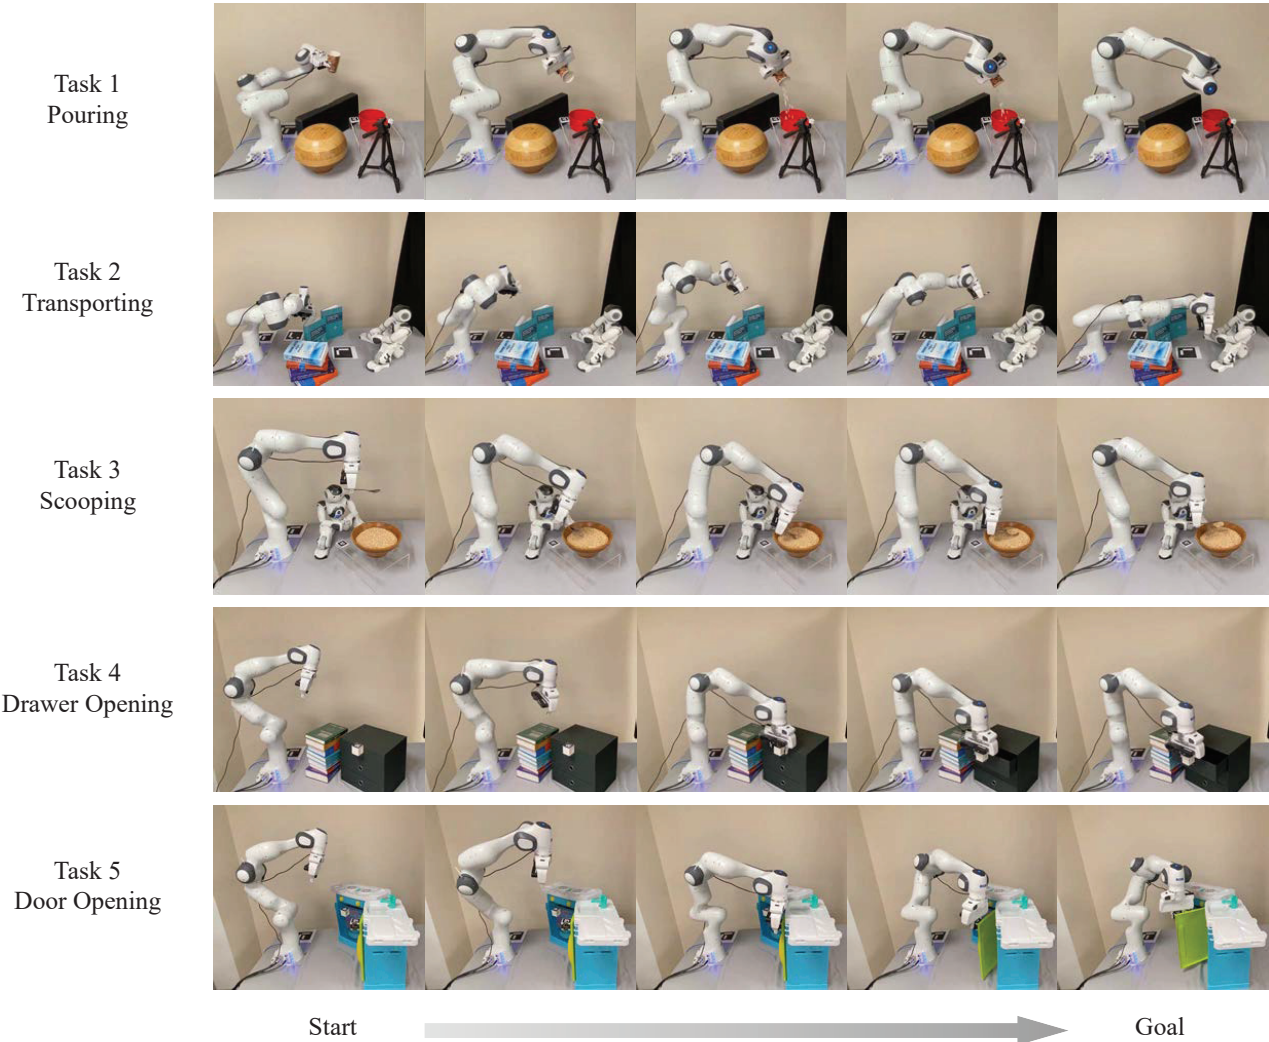 Task 1
Pouring
Task 2
Transporting
Task 3
Scooping
Task 4
Drawer Opening
Task 5
Door Opening
Start
Goal